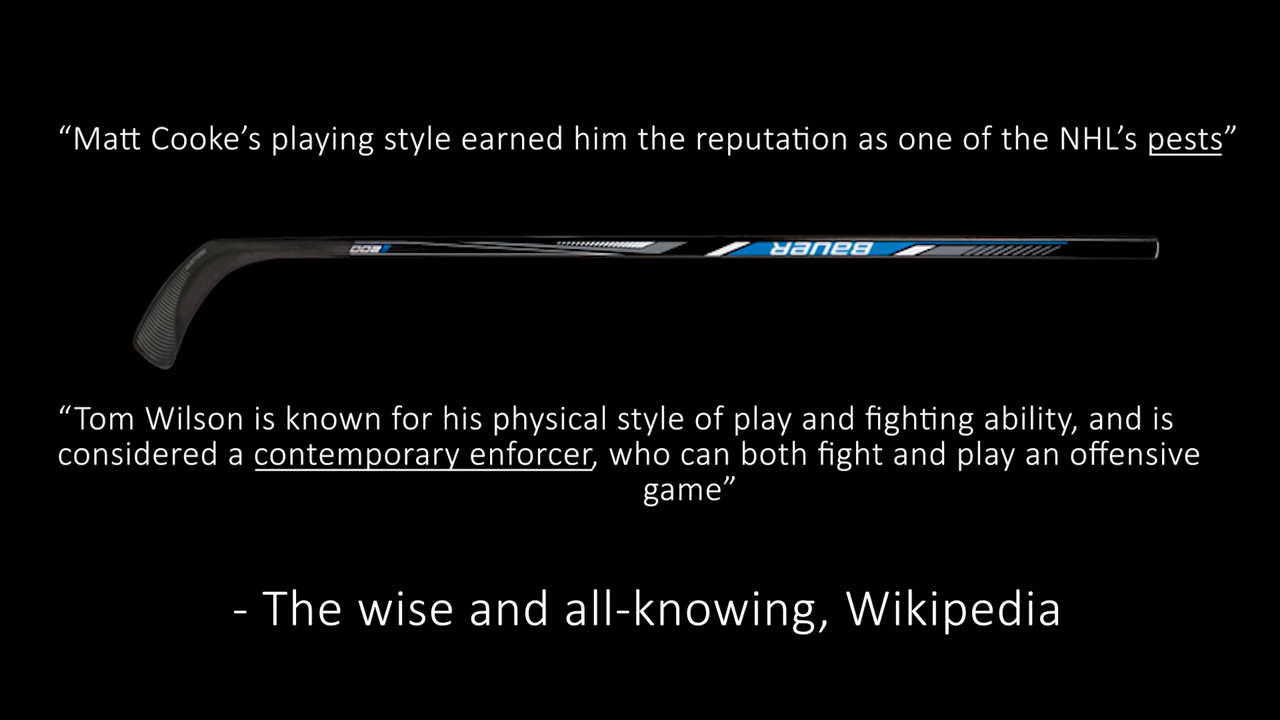 “Matt Cooke’s playing style earned him the reputation as one of the NHL’s pests”
BAUER
“Tom Wilson is known for his physical style of play and fighting ability, and is
considered a contemporary enforcer, who can both fight and play an offensive
game”
- The wise and all-knowing, Wikipedia